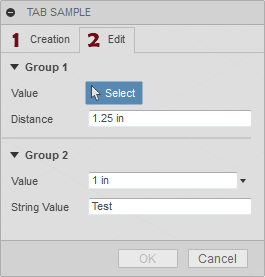 TAB SAMPLE
1 Creation 2 Edit
Group 1
Value Select
Distance 1.25 in
Group 2
Value 1 in
String Value Test
OK Cancel